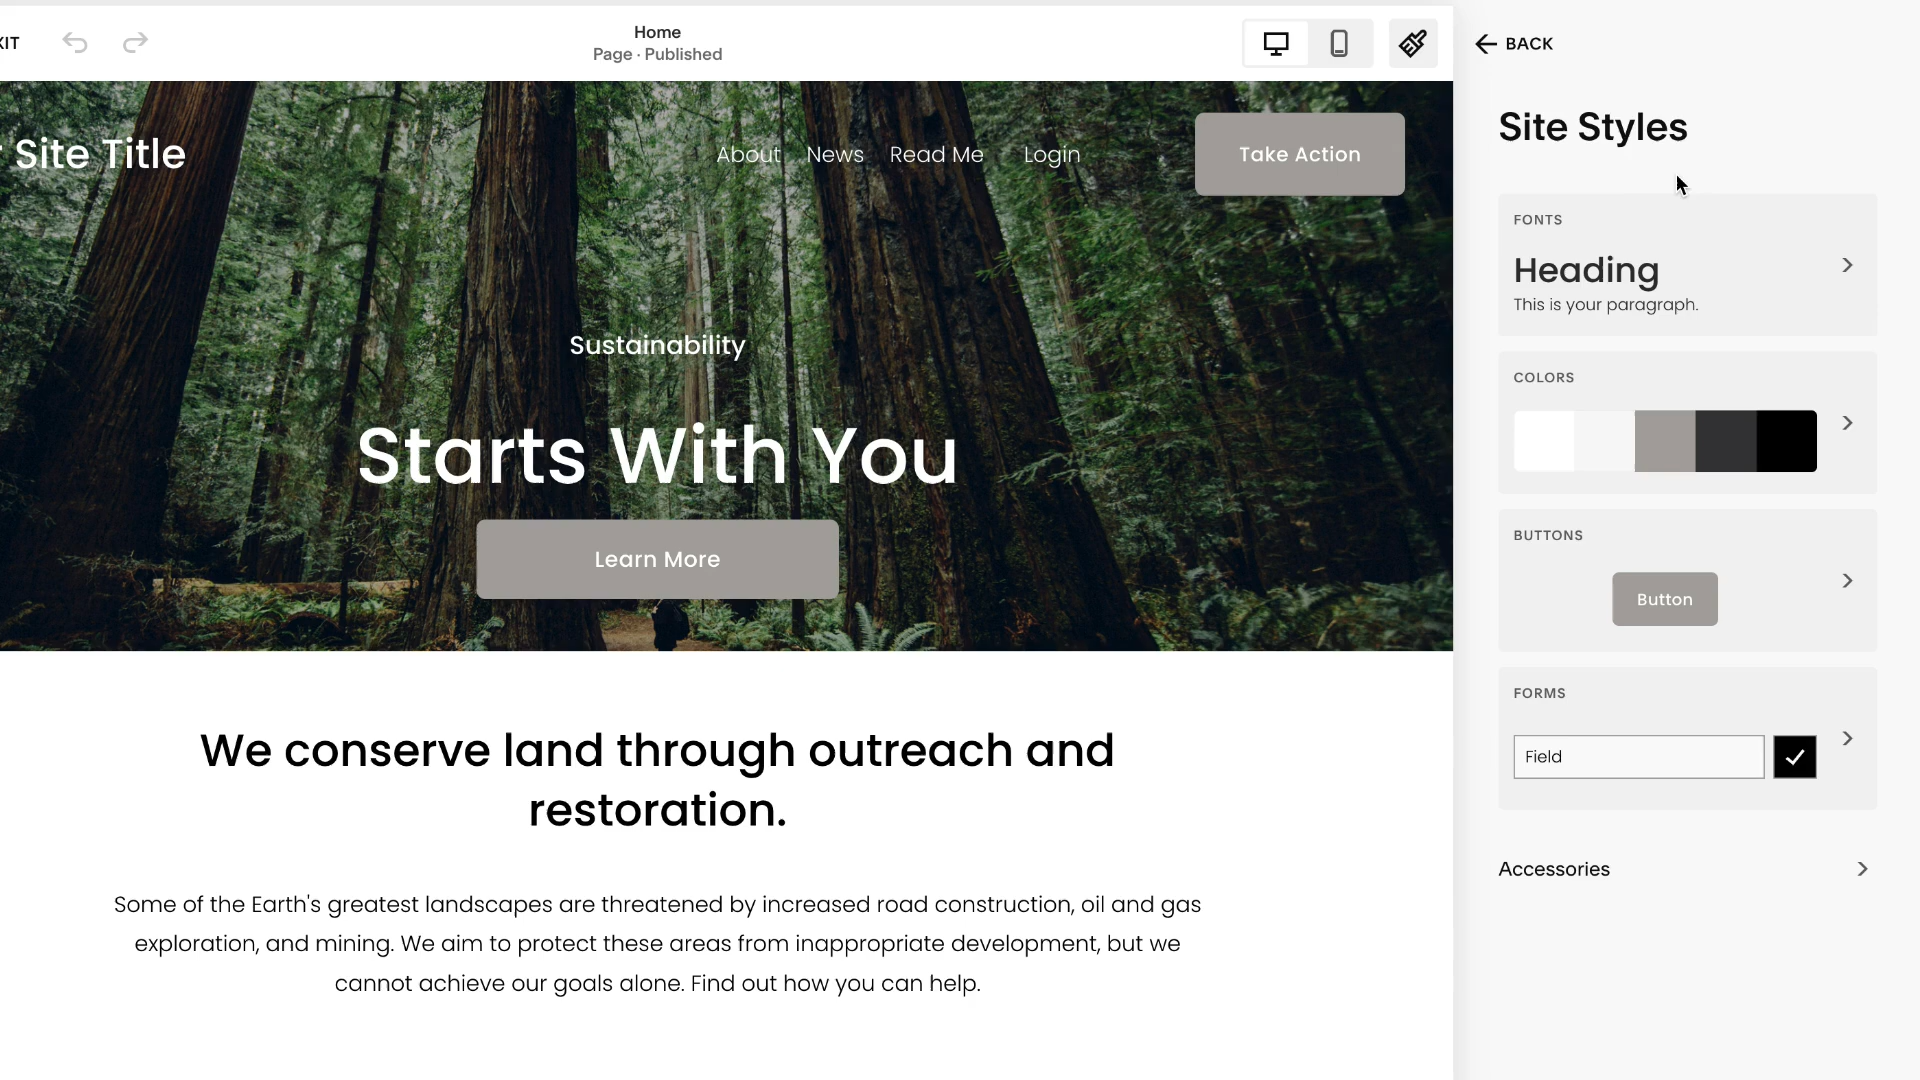 Home
Page · Published
BACK
Site Title
About
News
Read Me
Login
Take Action
Sustainability
Starts With You
Learn More
We conserve land through outreach and
restoration.
Some of the Earth's greatest landscapes are threatened by increased road construction, oil and gas
exploration, and mining. We aim to protect these areas from inappropriate development, but we
cannot achieve our goals alone. Find out how you can help.
Site Styles
FONTS
Heading
This is your paragraph.
COLORS
BUTTONS
Button
FORMS
Field
Accessories